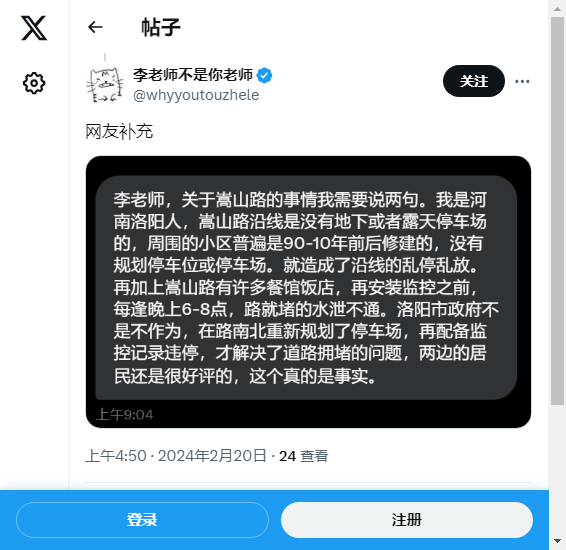 帖子
李老师不是你老师
@whyyoutouzhele
关注
网友补充
李老师，关于嵩山路的事情我需要说两句。我是河
南洛阳人，嵩山路沿线是没有地下或者露天停车场
的，周围的小区普遍是90-10年前后修建的，没有
规划停车位或停车场。就造成了沿线的乱停乱放。
再加上嵩山路有许多餐馆饭店，再安装监控之前，
每逢晚上6-8点，路就堵的水泄不通。洛阳市政府不
是不作为，在路南北重新规划了停车场，再配备监
控记录违停，才解决了道路拥堵的问题，两边的居
民还是很好评的，这个真的是事实。
上午9:04
上午4:50 · 2024年2月20日 · 24 查看
登录
注册